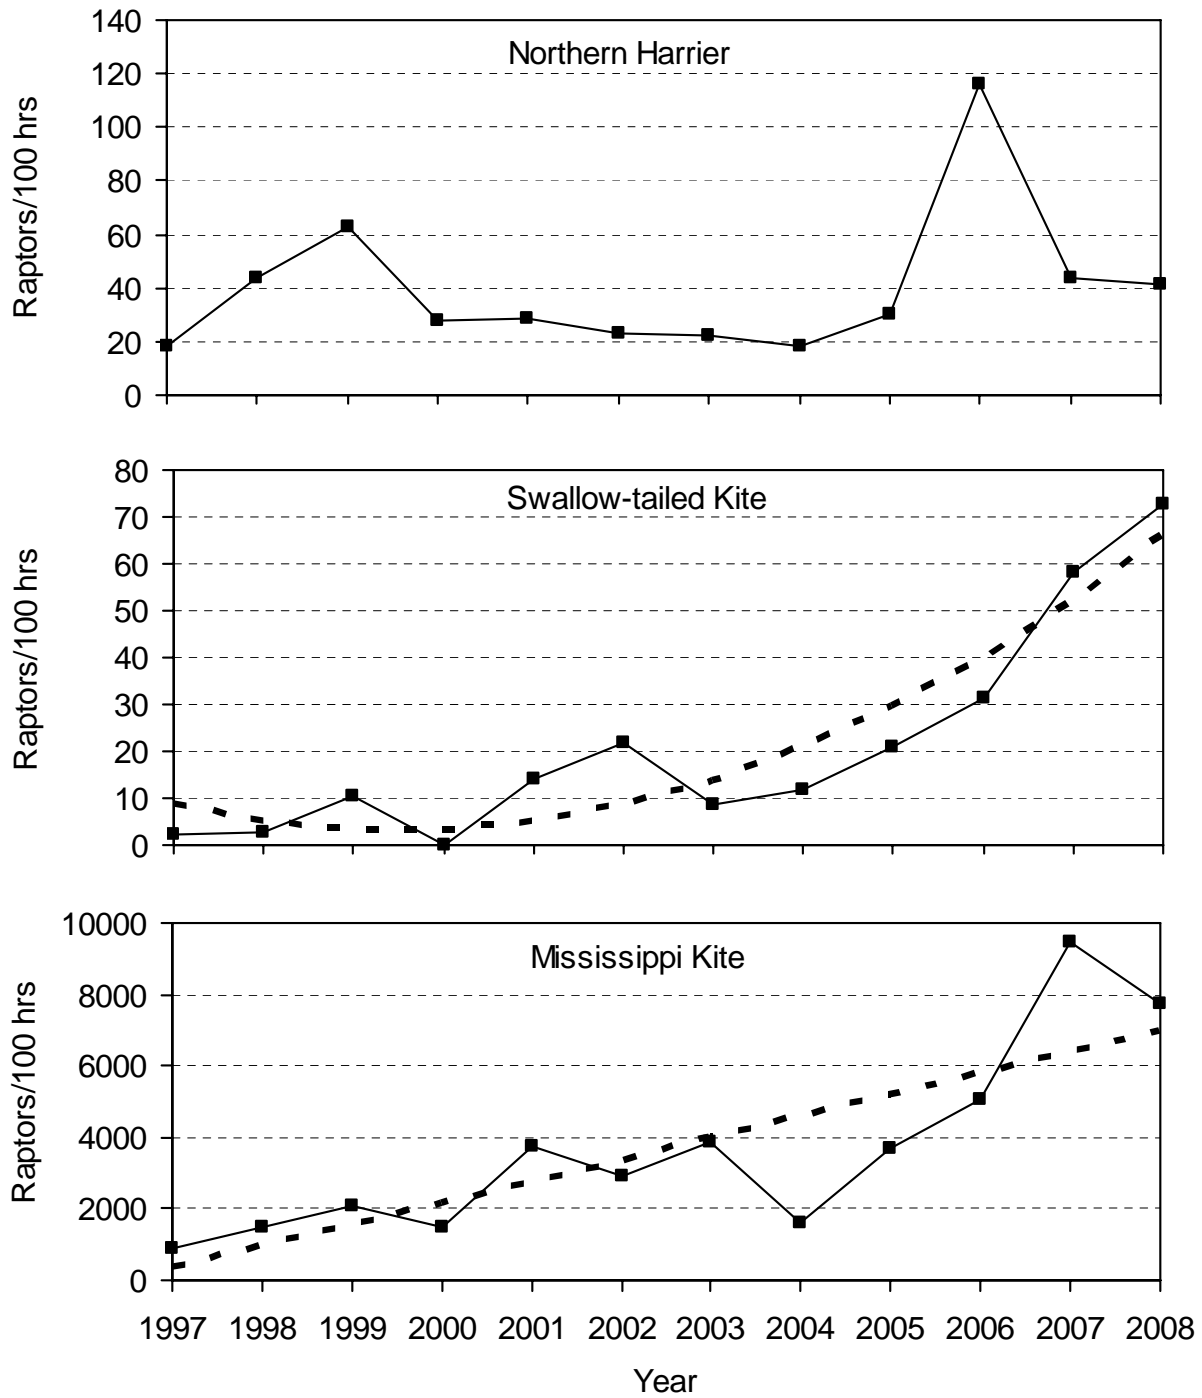 Northern Harrier
Raptors/100 hrs
140
120
100
80
60
40
20
0
Swallow-tailed Kite
Raptors/100 hrs
80
70
60
50
40
30
20
10
0
Mississippi Kite
Raptors/100 hrs
10000
8000
6000
4000
2000
0
1997 1998 1999 2000 2001 2002 2003 2004 2005 2006 2007 2008
Year